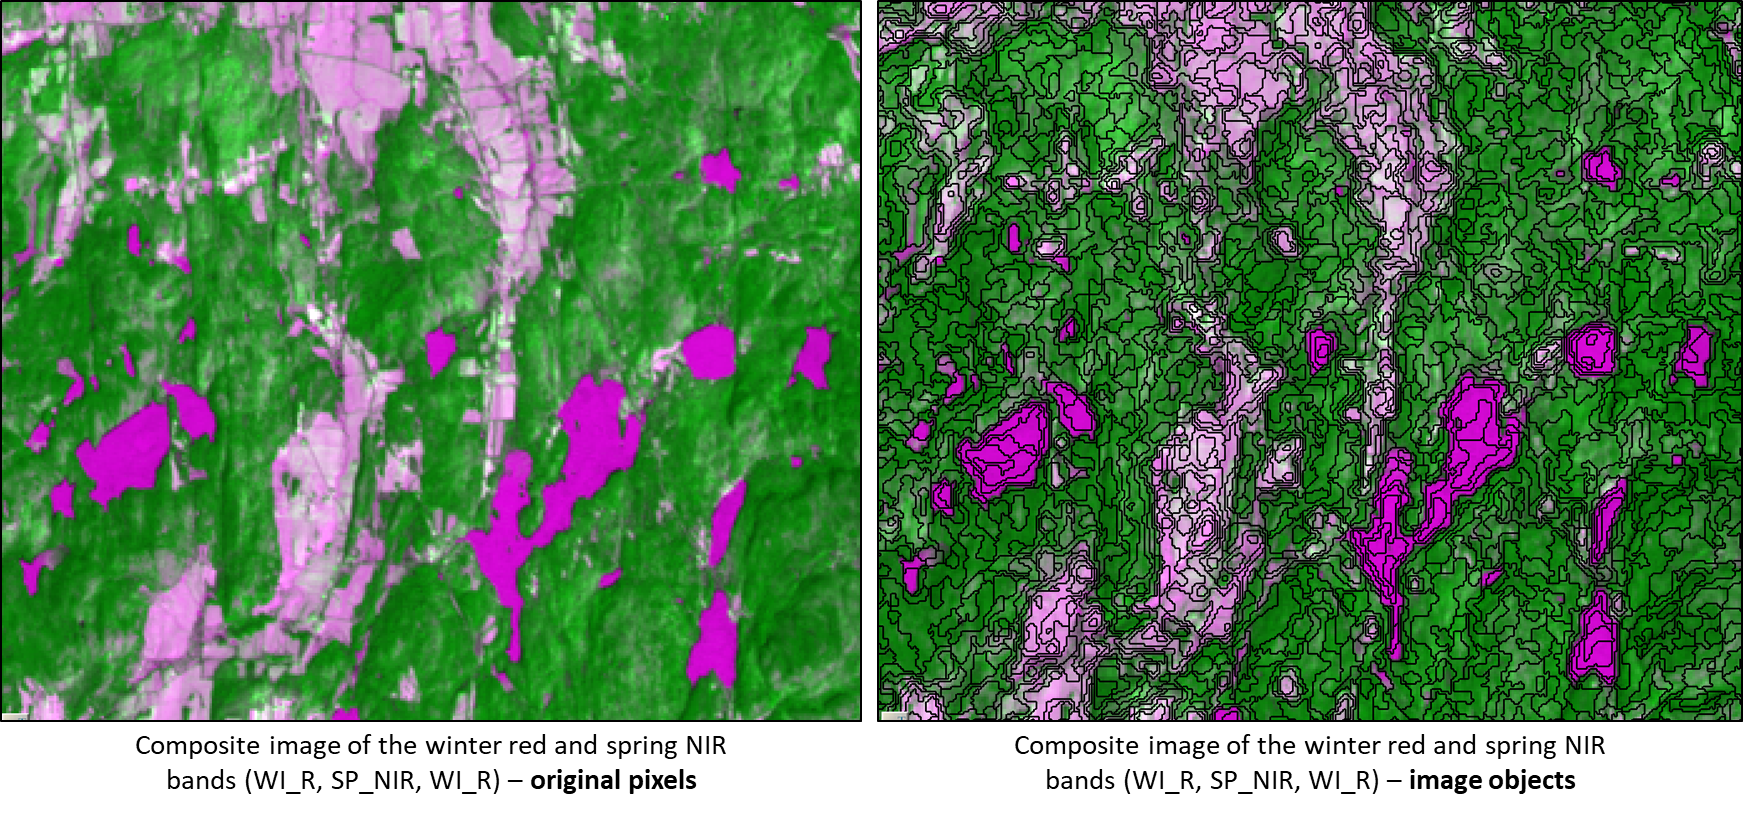 Composite image of the winter red and spring NIR
bands (WI_R, SP_NIR, WI_R) – original pixels
Composite image of the winter red and spring NIR
bands (WI_R, SP_NIR, WI_R) – image objects